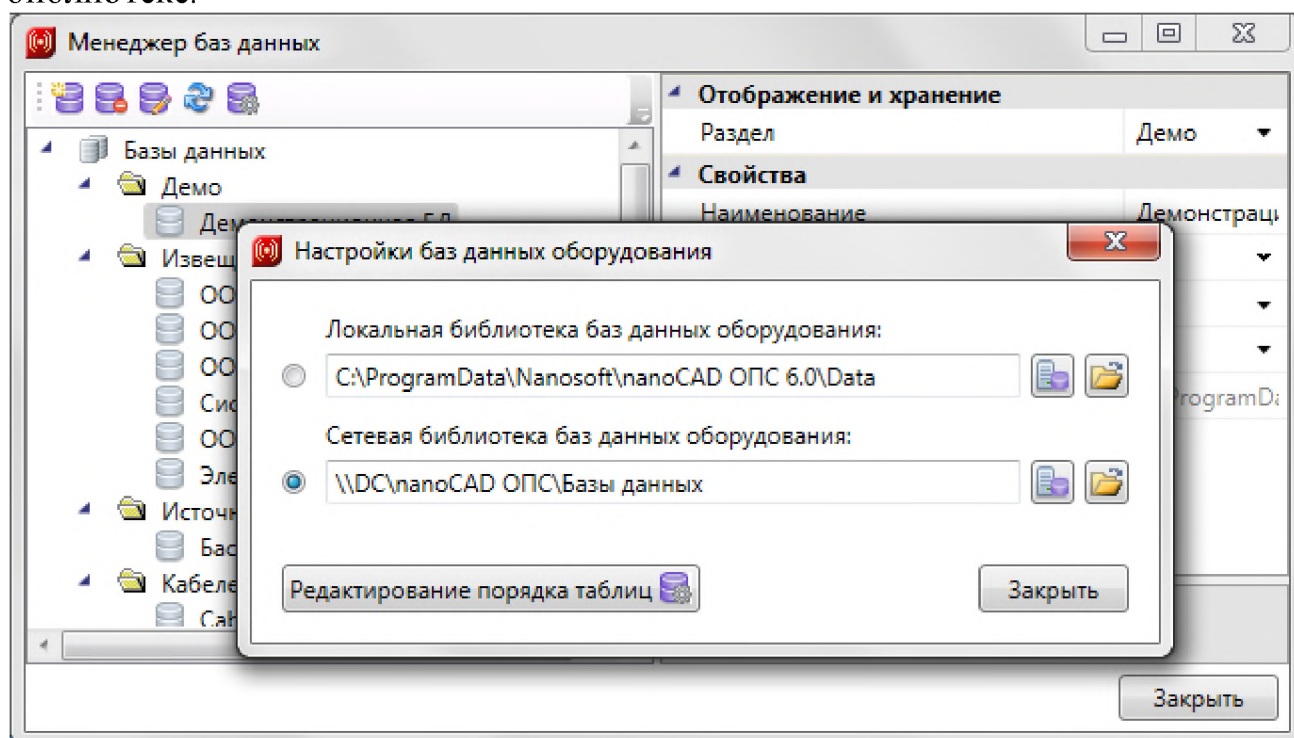 библиотеке.
Менеджер баз данных
Отображение и хранение
Раздел
Демо
Базы данных
Демо
Свойства
Наименование
Настройки баз данных оборудования
Локальная библиотека баз данных оборудования:
C:\ProgramData\Nanosoft\nanoCAD ОПС 6.0\Data
Сетевая библиотека баз данных оборудования:
\\DC\nanoCAD ОПС\Базы данных
Редактирование порядка таблиц
Закрыть
Закрыть